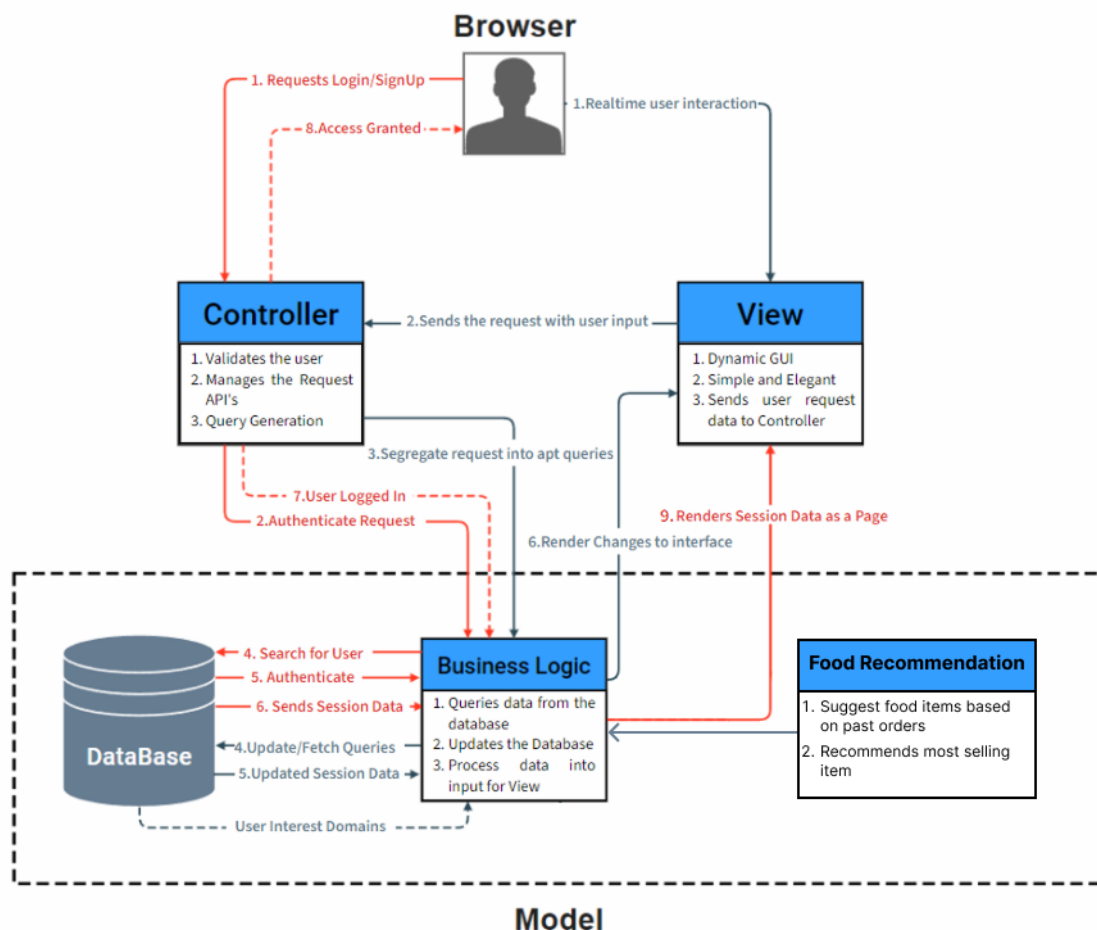 Browser
1. Requests Login/SignUp
1.Realtime user interaction
8.Access Granted
Controller
1. Validates the user
2. Manages the Request
API's
3. Query Generation
2.Sends the request with user input
View
1. Dynamic GUI
2. Simple and Elegant
3. Sends user request
data to Controller
3.Segregate request into apt queries
7.User Logged In
2.Authenticate Request
9. Renders Session Data as a Page
6.Render Changes to interface
DataBase
4. Search for User
5. Authenticate
6. Sends Session Data
4.Update/Fetch Queries
5.Updated Session Data
User Interest Domains
Business Logic
1. Queries data from the
database
2. Updates the Database
3. Process data into
input for View
Food Recommendation
1. Suggest food items based
on past orders
2. Recommends most selling
item
Model